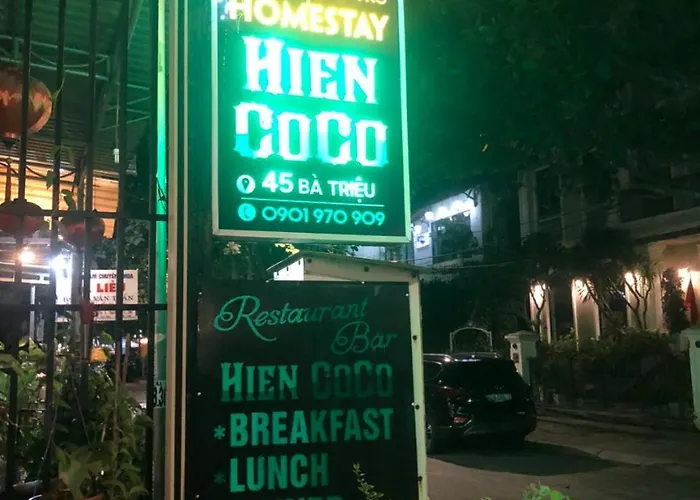 HOMESTAY
HIEN
COCO
45 BÀ TRIỆU
0901 970 909
Restaurant
Bar
HIEN COCO
*BREAKFAST
*LUNCH